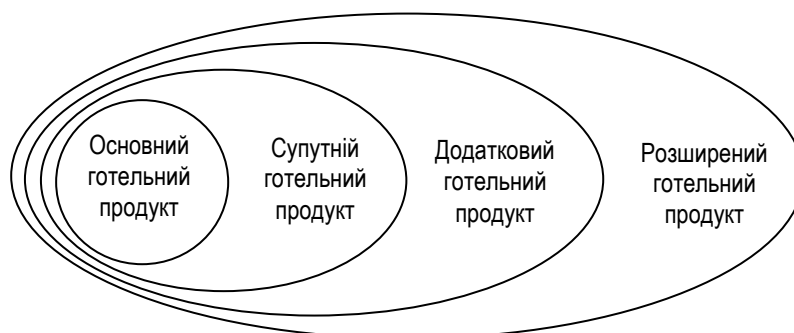 Основний
готельний
продукт
Супутній
готельний
продукт
Додатковий
готельний
продукт
Розширений
готельний
продукт